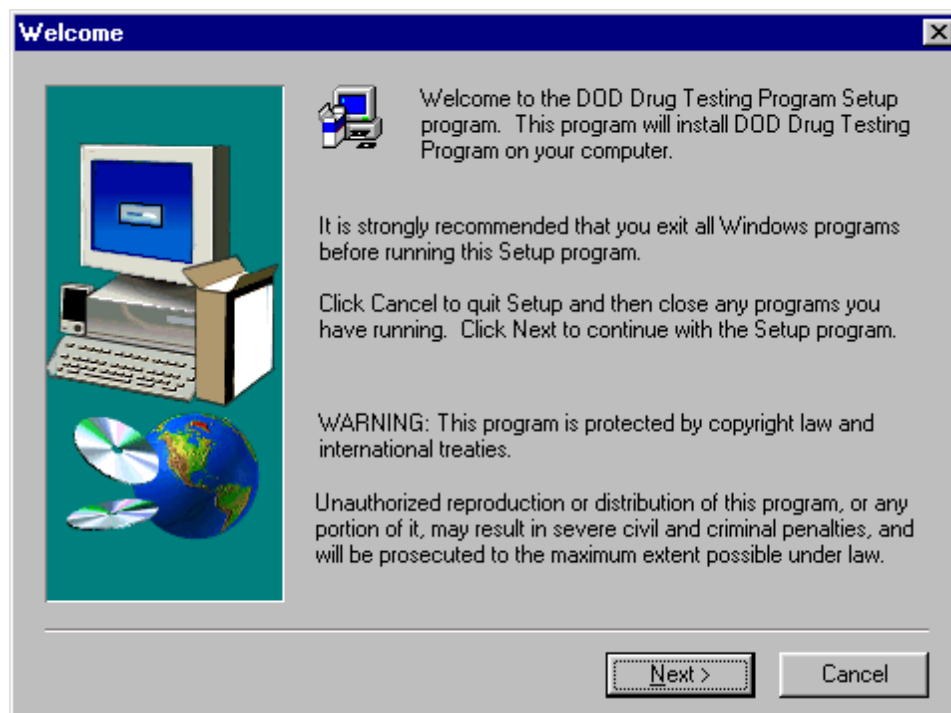 Welcome
Welcome to the DOD Drug Testing Program Setup
program.  This program will install DOD Drug Testing
Program on your computer.
It is strongly recommended that you exit all Windows programs
before running this Setup program.
Click Cancel to quit Setup and then close any programs you
have running.  Click Next to continue with the Setup program.
WARNING: This program is protected by copyright law and
international treaties.
Unauthorized reproduction or distribution of this program, or any
portion of it, may result in severe civil and criminal penalties, and
will be prosecuted to the maximum extent possible under law.
Next >
Cancel